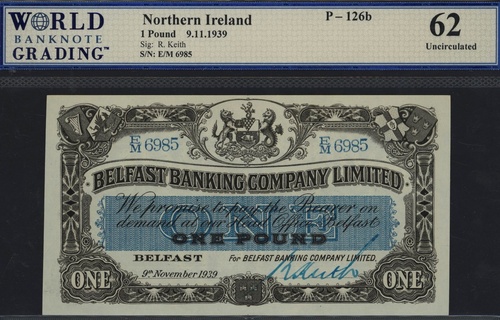 WORLD
BANKNOTE
GRADING™
Northern Ireland
1 Pound 9.11.1939
Sig: R. Keith
S/N: E/M 6985
P – 126b
62
Uncirculated
E/M 6985
E/M 6985
BELFAST BANKING COMPANY LIMITED.
ONE
We promise to pay the Bearer on
demand at our Head Office Belfast
ONE POUND
BELFAST
For BELFAST BANKING COMPANY LIMITED.
9th November 1939
ONE
ONE